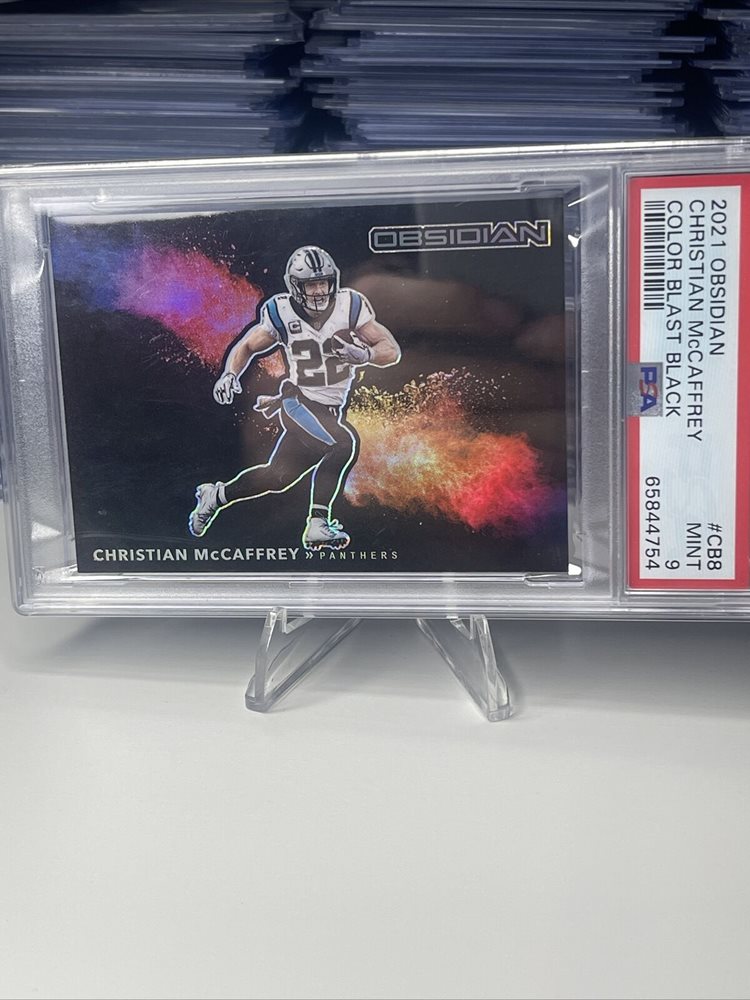 OBSIDIAN
22
C
CHRISTIAN McCAFFREY » PANTHERS
2021 OBSIDIAN
CHRISTIAN McCAFFREY
COLOR BLAST BLACK
#CB8
MINT 9
65844754
PSA